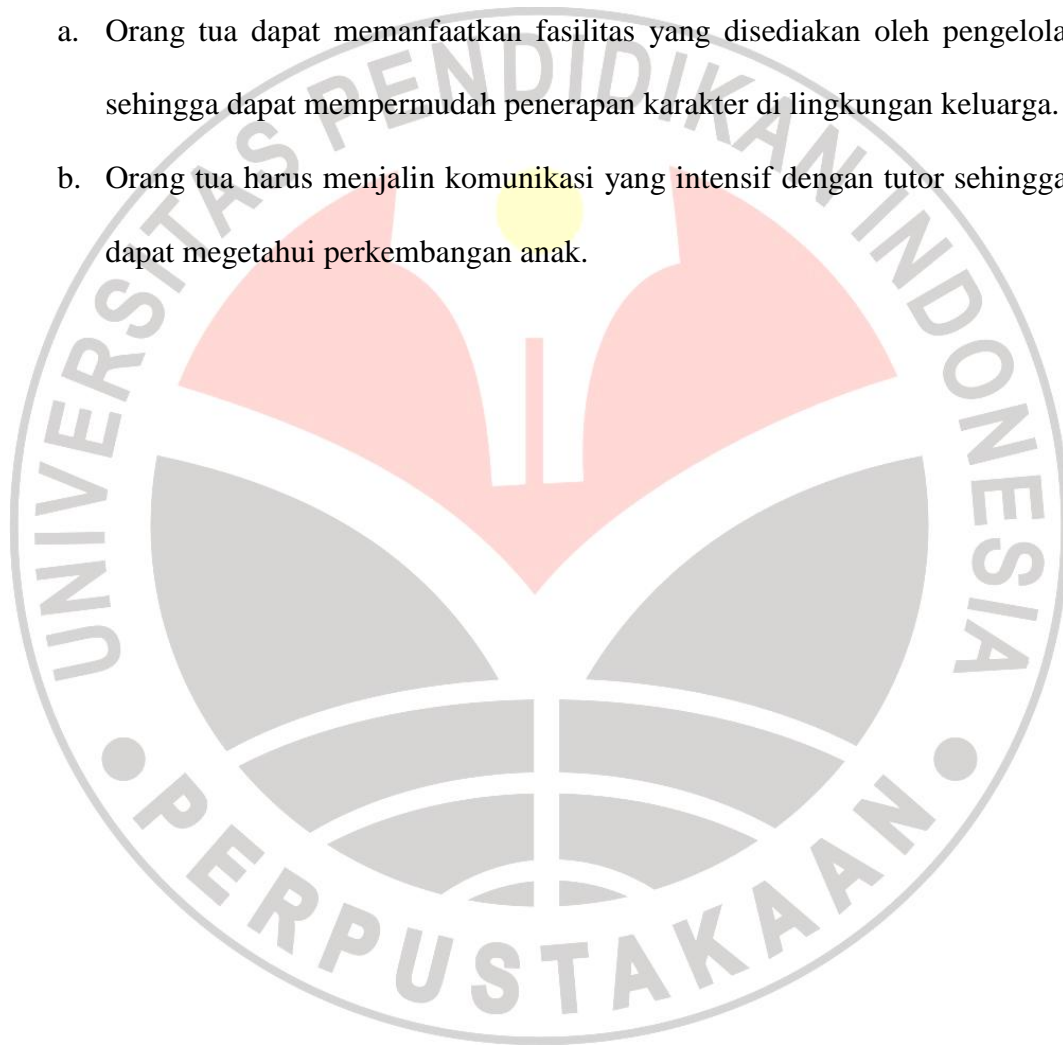 a. Orang tua dapat memanfaatkan fasilitas yang disediakan oleh pengelola
sehingga dapat mempermudah penerapan karakter di lingkungan keluarga.
b. Orang tua harus menjalin komunikasi yang intensif dengan tutor sehingga
dapat megetahui perkembangan anak.
UNIVERSITAS PENDIDIKAN INDONESIA
PERPUSTAKAAN